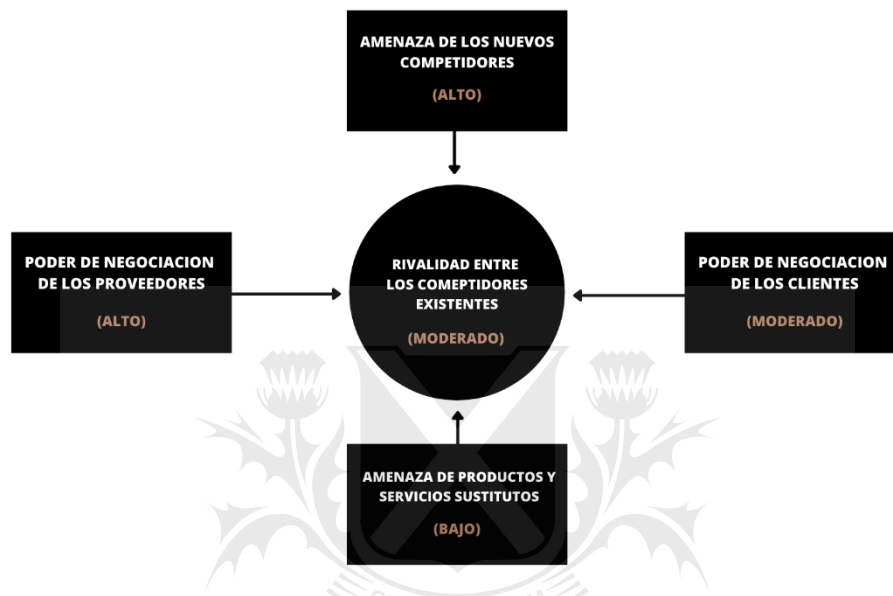 AMENAZA DE LOS NUEVOS
COMPETIDORES
(ALTO)
PODER DE NEGOCIACION
DE LOS PROVEEDORES
(ALTO)
RIVALIDAD ENTRE
LOS COMEPTIDORES
EXISTENTES
(MODERADO)
PODER DE NEGOCIACION
DE LOS CLIENTES
(MODERADO)
AMENAZA DE PRODUCTOS Y
SERVICIOS SUSTITUTOS
(BAJO)